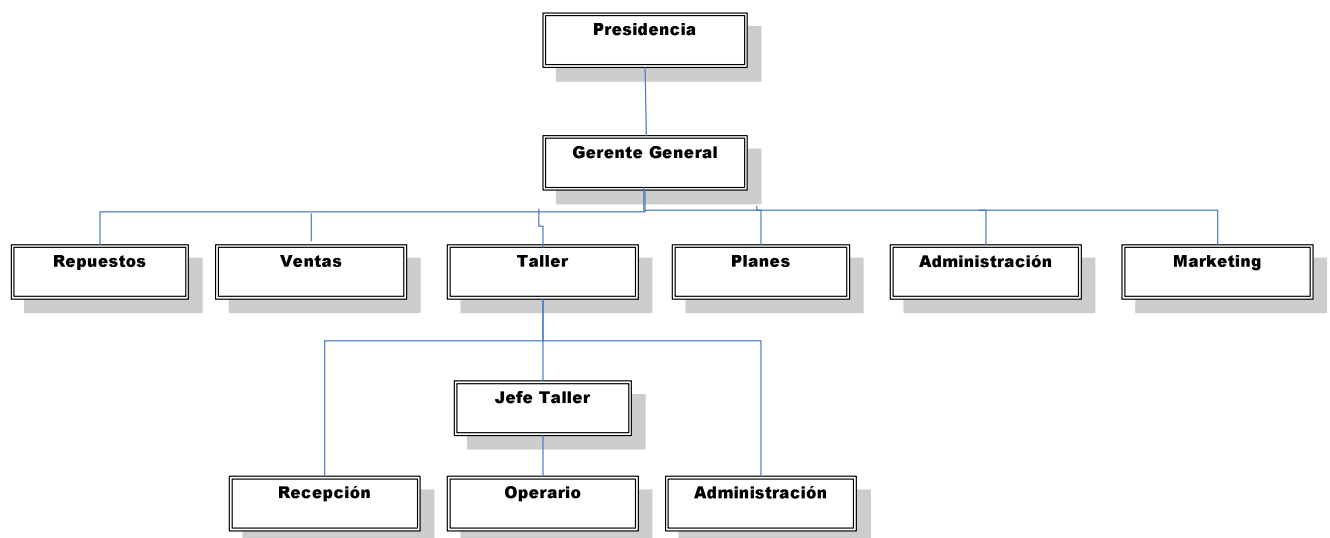 Presidencia
Gerente General
Repuestos
Ventas
Taller
Planes
Administración
Marketing
Jefe Taller
Recepción
Operario
Administración